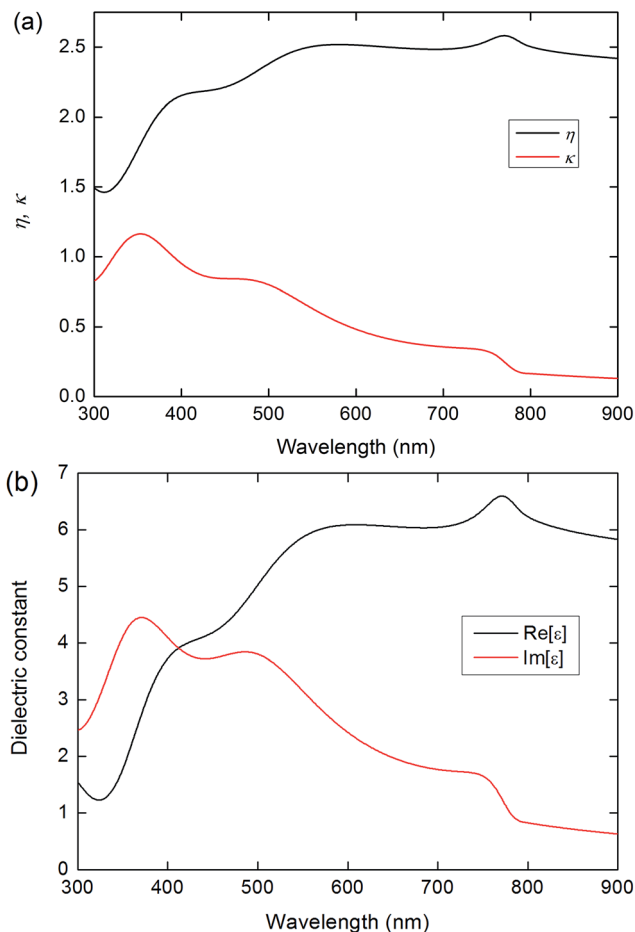 (a)
2.5
2.0
1.5
1.0
0.5
0.0
η, κ
η
κ
300 400 500 600 700 800 900
Wavelength (nm)
(b)
7
6
5
4
3
2
1
0
Dielectric constant
Re[ε]
Im[ε]
300 400 500 600 700 800 900
Wavelength (nm)